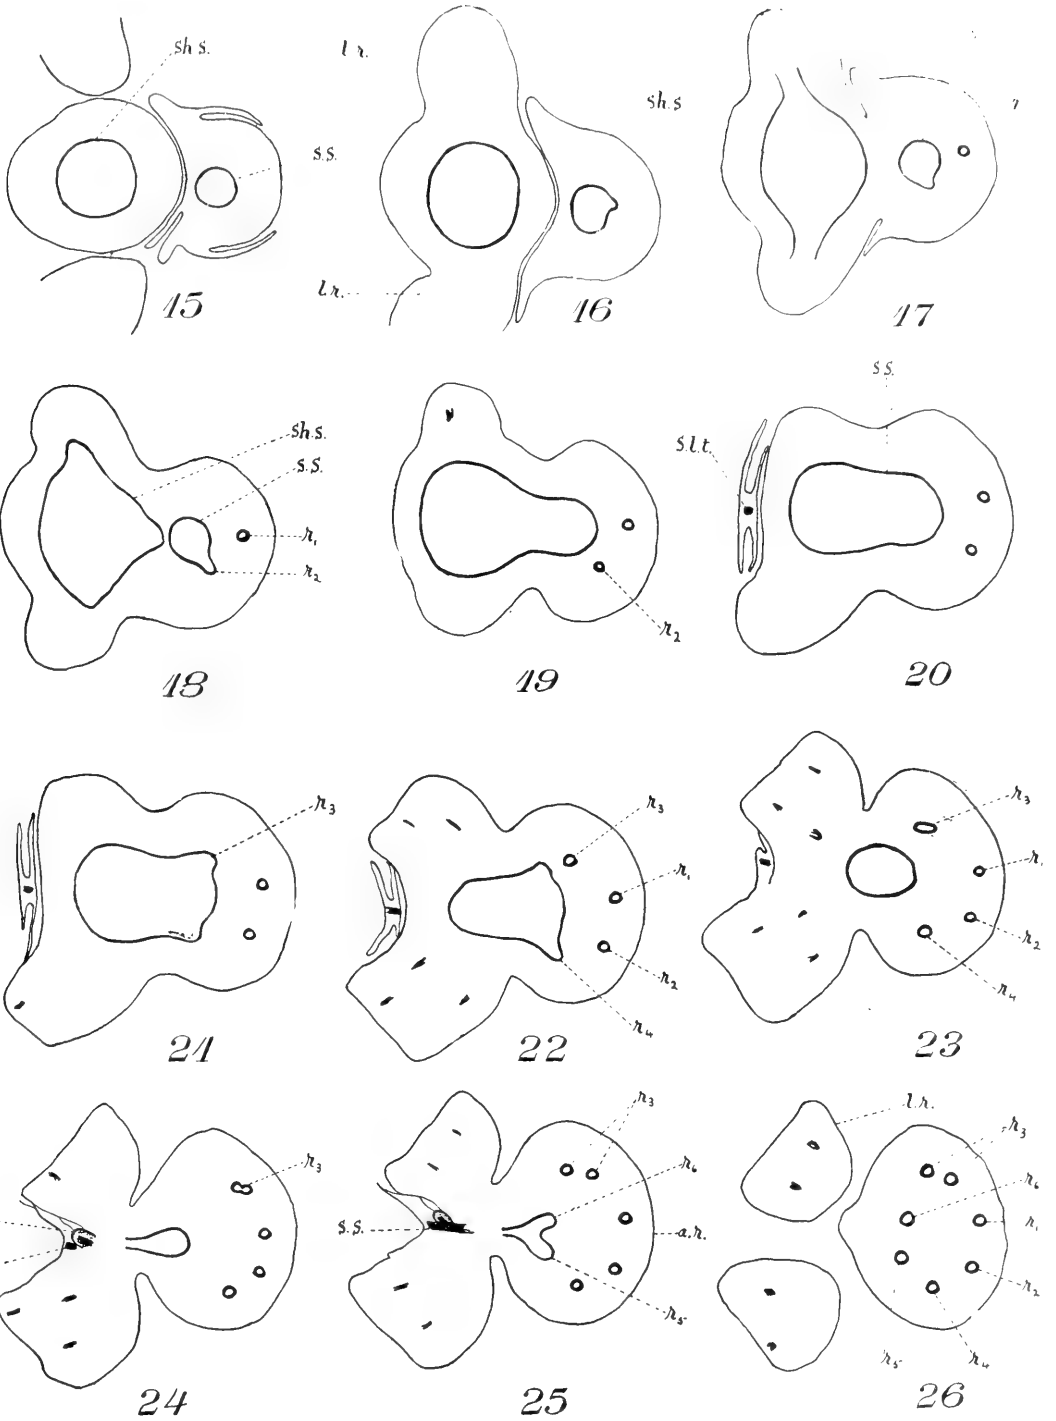 sh s.
s.s.
15
l r.
l.r.
16
sh.s
17
sh.s.
s.s.
r₁
r₂
18
r₂
19
s s.
s.l.t.
20
r₃
21
r₃
r₁
r₂
r₄
22
r₃
r₁
r₂
r₄
23
r₃
24
r₃
r₆
s.s.
a.r.
r₅
25
l.r.
r₃
r₆
r₁
r₂
r₅
r₄
26